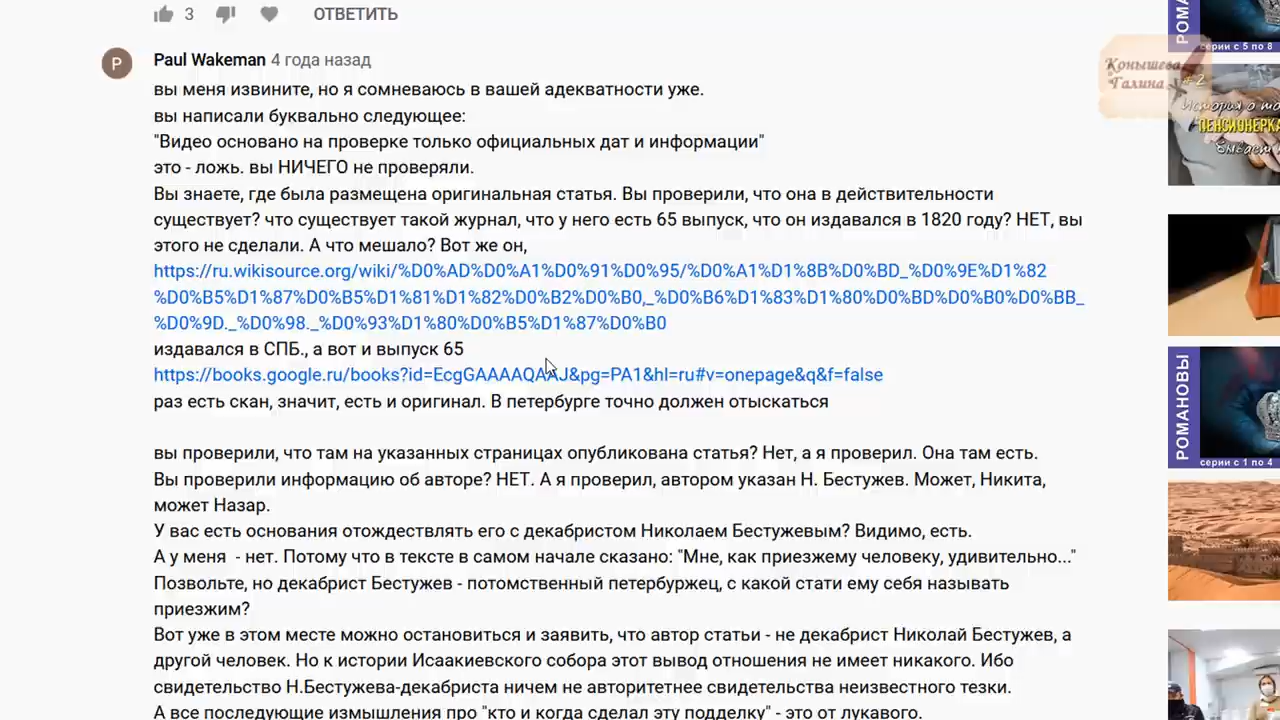 3 ОТВЕТИТЬ
P Paul Wakeman 4 года назад
вы меня извините, но я сомневаюсь в вашей адекватности уже.
вы написали буквально следующее:
"Видео основано на проверке только официальных дат и информации"
это - ложь. вы НИЧЕГО не проверяли.
Вы знаете, где была размещена оригинальная статья. Вы проверили, что она в действительности
существует? что существует такой журнал, что у него есть 65 выпуск, что он издавался в 1820 году? НЕТ, вы
этого не сделали. А что мешало? Вот же он,
https://ru.wikisource.org/wiki/%D0%AD%D0%A1%D0%91%D0%95/%D0%A1%D1%8B%D0%BD_%D0%9E%D1%82
%D0%B5%D1%87%D0%B5%D1%81%D1%82%D0%B2%D0%B0,_%D0%B6%D1%83%D1%80%D0%BD%D0%B0%D0%BB_
%D0%9D._%D0%98._%D0%93%D1%80%D0%B5%D1%87%D0%B0
издавался в СПБ., а вот и выпуск 65
https://books.google.ru/books?id=EcgGAAAAQAAJ&pg=PA1&hl=ru#v=onepage&q&f=false
раз есть скан, значит, есть и оригинал. В петербурге точно должен отыскаться
вы проверили, что там на указанных страницах опубликована статья? Нет, а я проверил. Она там есть.
Вы проверили информацию об авторе? НЕТ. А я проверил, автором указан Н. Бестужев. Может, Никита,
может Назар.
У вас есть основания отождествлять его с декабристом Николаем Бестужевым? Видимо, есть.
А у меня - нет. Потому что в тексте в самом начале сказано: "Мне, как приезжему человеку, удивительно..."
Позвольте, но декабрист Бестужев - потомственный петербуржец, с какой стати ему себя называть
приезжим?
Вот уже в этом месте можно остановиться и заявить, что автор статьи - не декабрист Николай Бестужев, а
другой человек. Но к истории Исаакиевского собора этот вывод отношения не имеет никакого. Ибо
свидетельство Н.Бестужева-декабриста ничем не авторитетнее свидетельства неизвестного тезки.
А все последующие измышления про "кто и когда сделал эту подделку" - это от лукавого.
РОМА
серии с 5 по 8
Конышева
Галина
#2
История о то
ПЕНСИОНЕРКА
бывает
РОМАНОВЫ
серии с 1 по 4